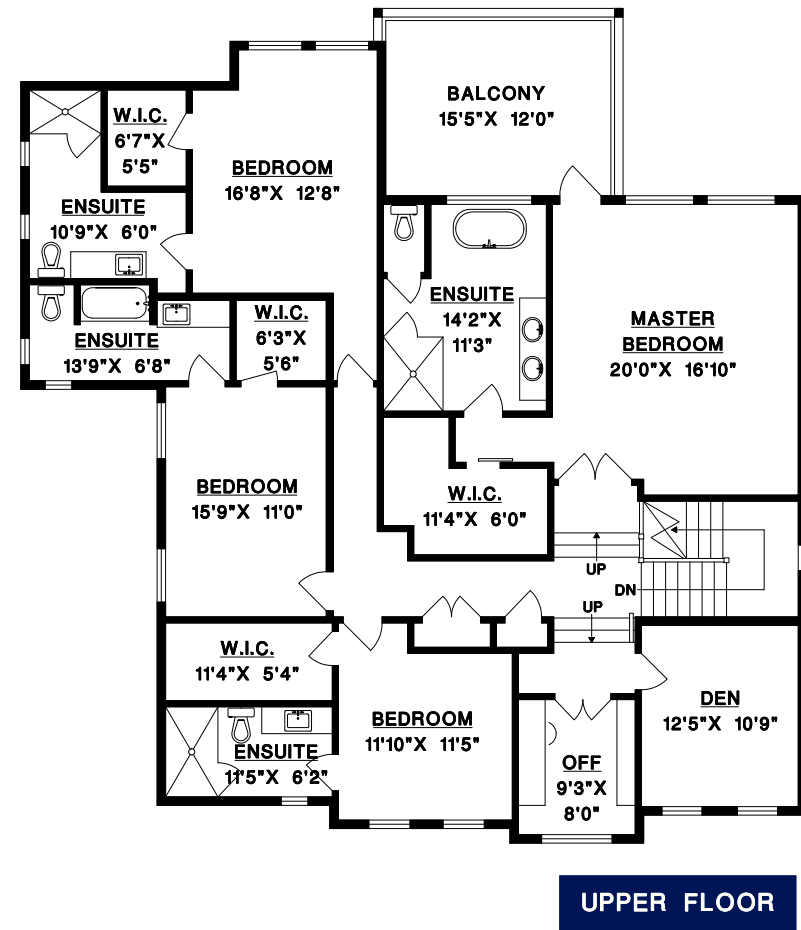 BALCONY
15'5"X 12'0"
W.I.C.
6'7"X
5'5"
BEDROOM
16'8"X 12'8"
ENSUITE
10'9"X 6'0"
ENSUITE
14'2"X
11'3"
W.I.C.
6'3"X
5'6"
ENSUITE
13'9"X 6'8"
MASTER
BEDROOM
20'0"X 16'10"
BEDROOM
15'9"X 11'0"
W.I.C.
11'4"X 6'0"
UP
DN
UP
W.I.C.
11'4"X 5'4"
BEDROOM
11'10"X 11'5"
DEN
12'5"X 10'9"
ENSUITE
11'5"X 6'2"
OFF
9'3"X
8'0"
UPPER FLOOR